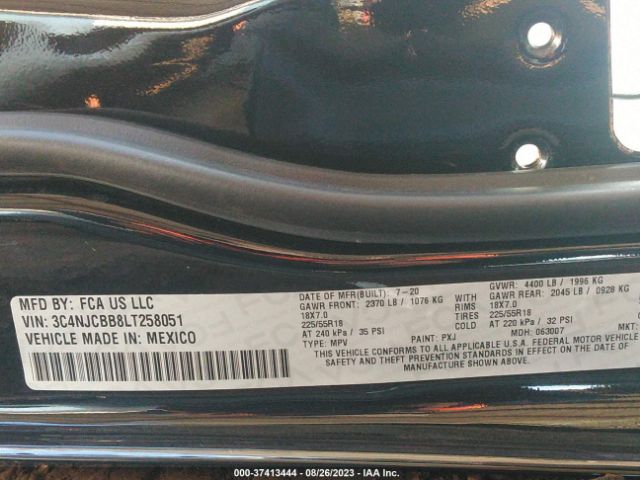 MFD BY: FCA US LLC
VIN: 3C4NJCBB8LT258051
VEHICLE MADE IN: MEXICO
DATE OF MFR(BUILT): 7-20
GVWR: 4400 LB / 1996 KG
GAWR FRONT: 2370 LB / 1076 KG WITH GAWR REAR: 2045 LB / 0928 KG
18X7.0 RIMS 18X7.0
225/55R18 TIRES 225/55R18
AT 240 kPa / 35 PSI AT 220 kPa / 32 PSI
TYPE: MPV PAINT: PXJ MDH: 063007 MKT:
THIS VEHICLE CONFORMS TO ALL APPLICABLE U.S.A. FEDERAL MOTOR VEHICLE
SAFETY AND THEFT PREVENTION STANDARDS IN EFFECT ON THE DATE OF
MANUFACTURE SHOWN ABOVE.
000-37413444 - 08/26/2023 - IAA Inc.